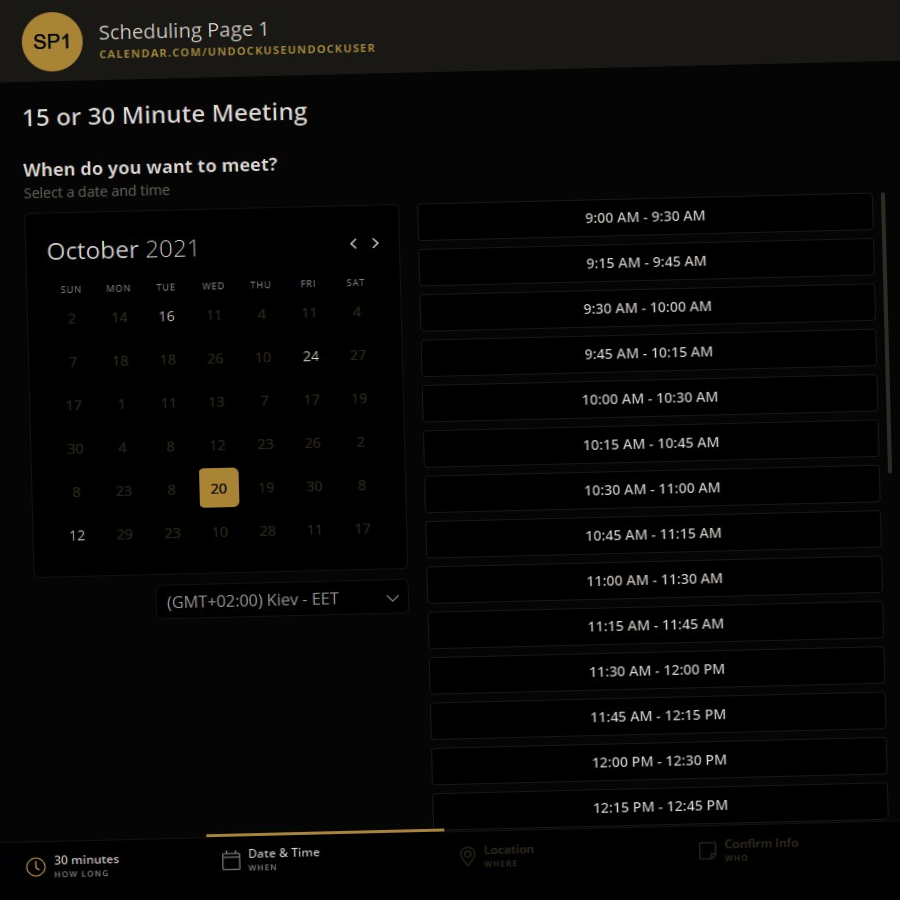 SP1
Scheduling Page 1
CALENDAR.COM/UNDOCKUSEUNDOCKUSER
15 or 30 Minute Meeting
When do you want to meet?
Select a date and time
October 2021
SUN MON TUE WED THU FRI SAT
2 14 16 11 4 11 4
7 18 18 26 10 24 27
17 1 11 13 7 17 19
30 4 8 12 23 26 2
8 23 8 20 19 30 8
12 29 23 10 28 11 17
(GMT+02:00) Kiev - EET
9:00 AM - 9:30 AM
9:15 AM - 9:45 AM
9:30 AM - 10:00 AM
9:45 AM - 10:15 AM
10:00 AM - 10:30 AM
10:15 AM - 10:45 AM
10:30 AM - 11:00 AM
10:45 AM - 11:15 AM
11:00 AM - 11:30 AM
11:15 AM - 11:45 AM
11:30 AM - 12:00 PM
11:45 AM - 12:15 PM
12:00 PM - 12:30 PM
12:15 PM - 12:45 PM
30 minutes
HOW LONG
Date & Time
WHEN
Location
WHERE
Confirm Info
WHO